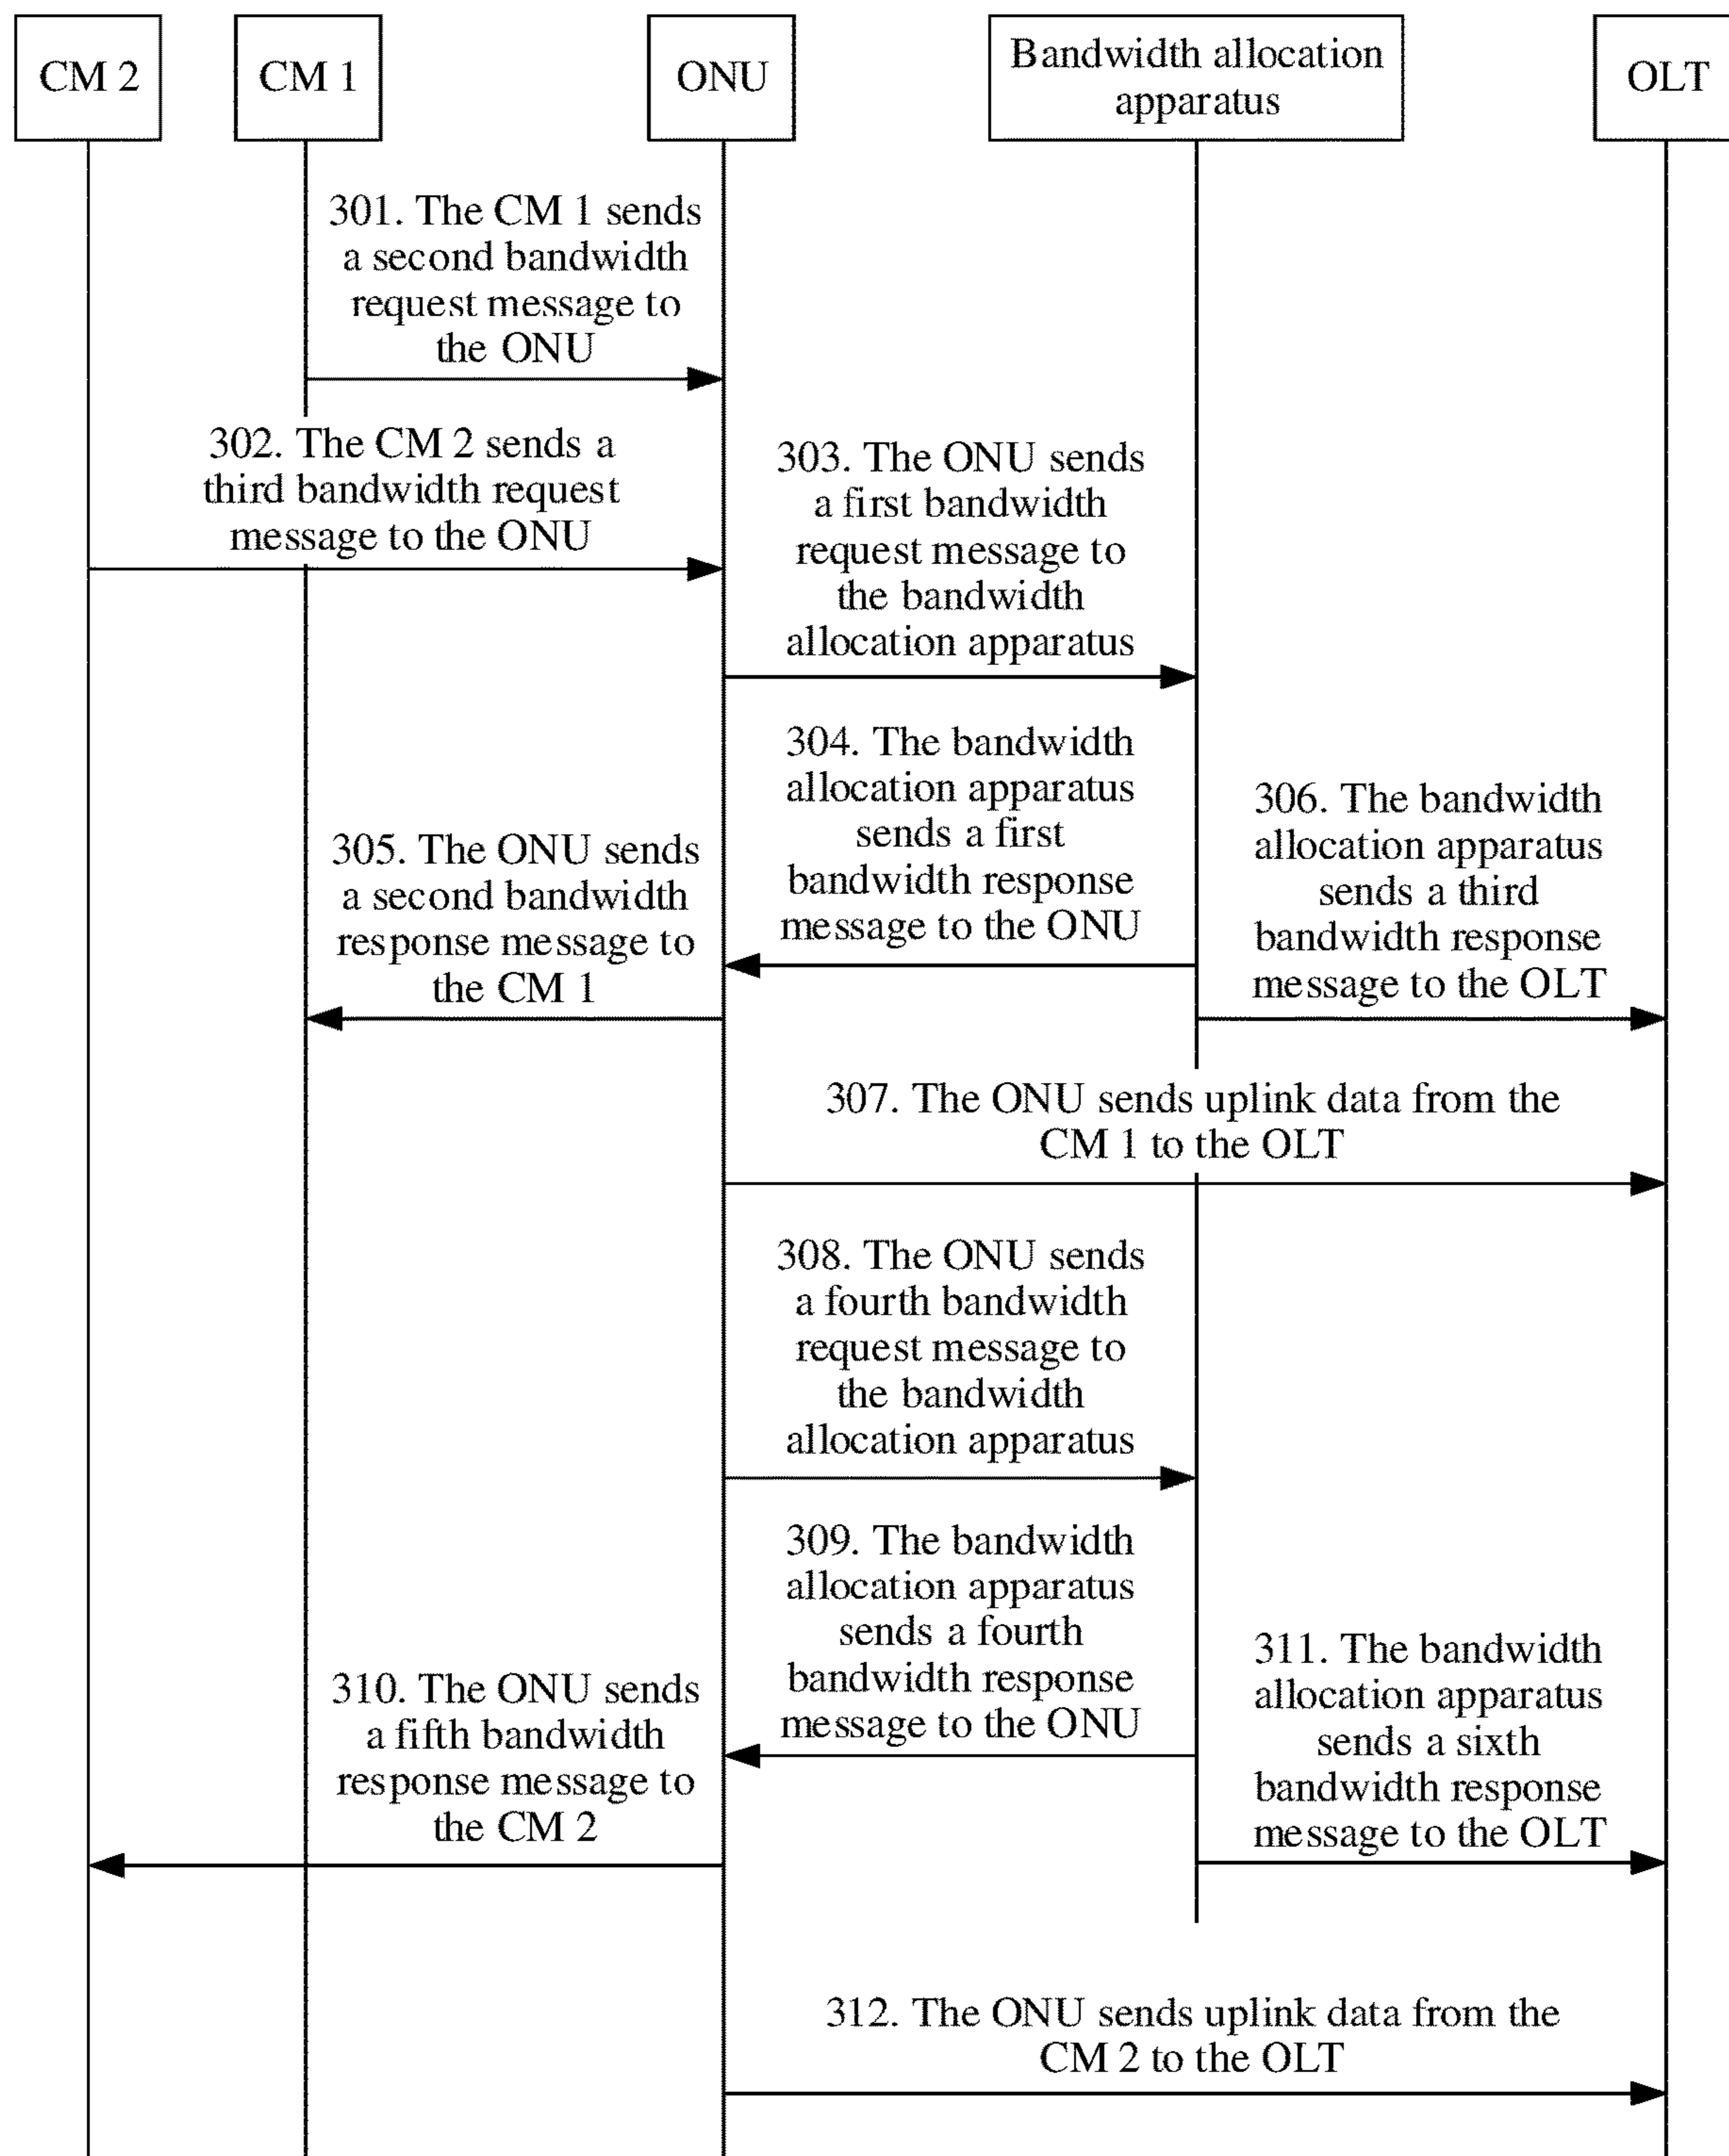 CM 2
CM 1
ONU
Bandwidth allocation
apparatus
OLT
301. The CM 1 sends
a second bandwidth
request message to
the ONU
302. The CM 2 sends a
third bandwidth request
message to the ONU
303. The ONU sends
a first bandwidth
request message to
the bandwidth
allocation apparatus
304. The bandwidth
allocation apparatus
sends a first
bandwidth response
message to the ONU
305. The ONU sends
a second bandwidth
response message to
the CM 1
306. The bandwidth
allocation apparatus
sends a third
bandwidth response
message to the OLT
307. The ONU sends uplink data from the
CM 1 to the OLT
308. The ONU sends
a fourth bandwidth
request message to
the bandwidth
allocation apparatus
309. The bandwidth
allocation apparatus
sends a fourth
bandwidth response
message to the ONU
310. The ONU sends
a fifth bandwidth
response message to
the CM 2
311. The bandwidth
allocation apparatus
sends a sixth
bandwidth response
message to the OLT
312. The ONU sends uplink data from the
CM 2 to the OLT